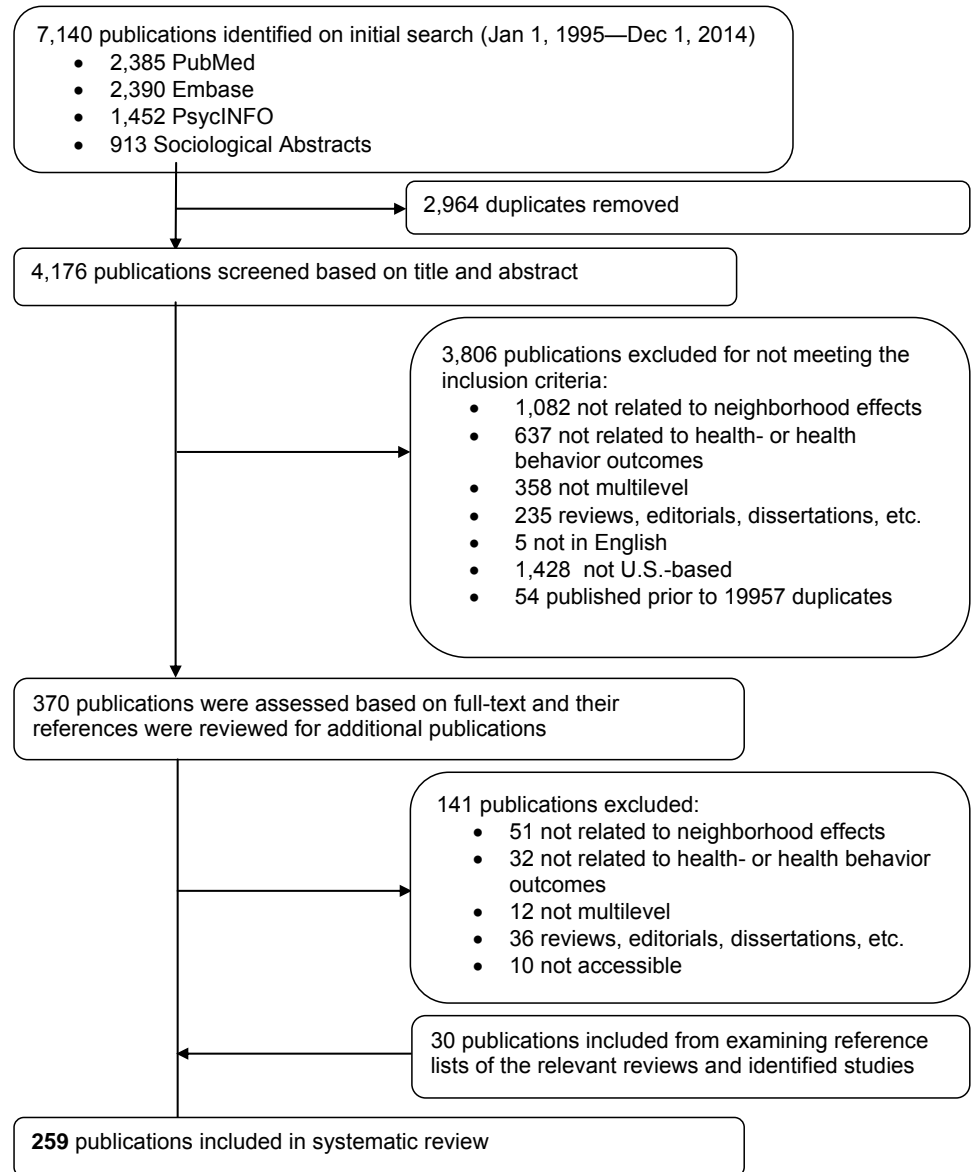 7,140 publications identified on initial search (Jan 1, 1995—Dec 1, 2014)
• 2,385 PubMed
• 2,390 Embase
• 1,452 PsycINFO
• 913 Sociological Abstracts
2,964 duplicates removed
4,176 publications screened based on title and abstract
3,806 publications excluded for not meeting the
inclusion criteria:
• 1,082 not related to neighborhood effects
• 637 not related to health- or health
behavior outcomes
• 358 not multilevel
• 235 reviews, editorials, dissertations, etc.
• 5 not in English
• 1,428 not U.S.-based
• 54 published prior to 19957 duplicates
370 publications were assessed based on full-text and their
references were reviewed for additional publications
141 publications excluded:
• 51 not related to neighborhood effects
• 32 not related to health- or health behavior
outcomes
• 12 not multilevel
• 36 reviews, editorials, dissertations, etc.
• 10 not accessible
30 publications included from examining reference
lists of the relevant reviews and identified studies
259 publications included in systematic review